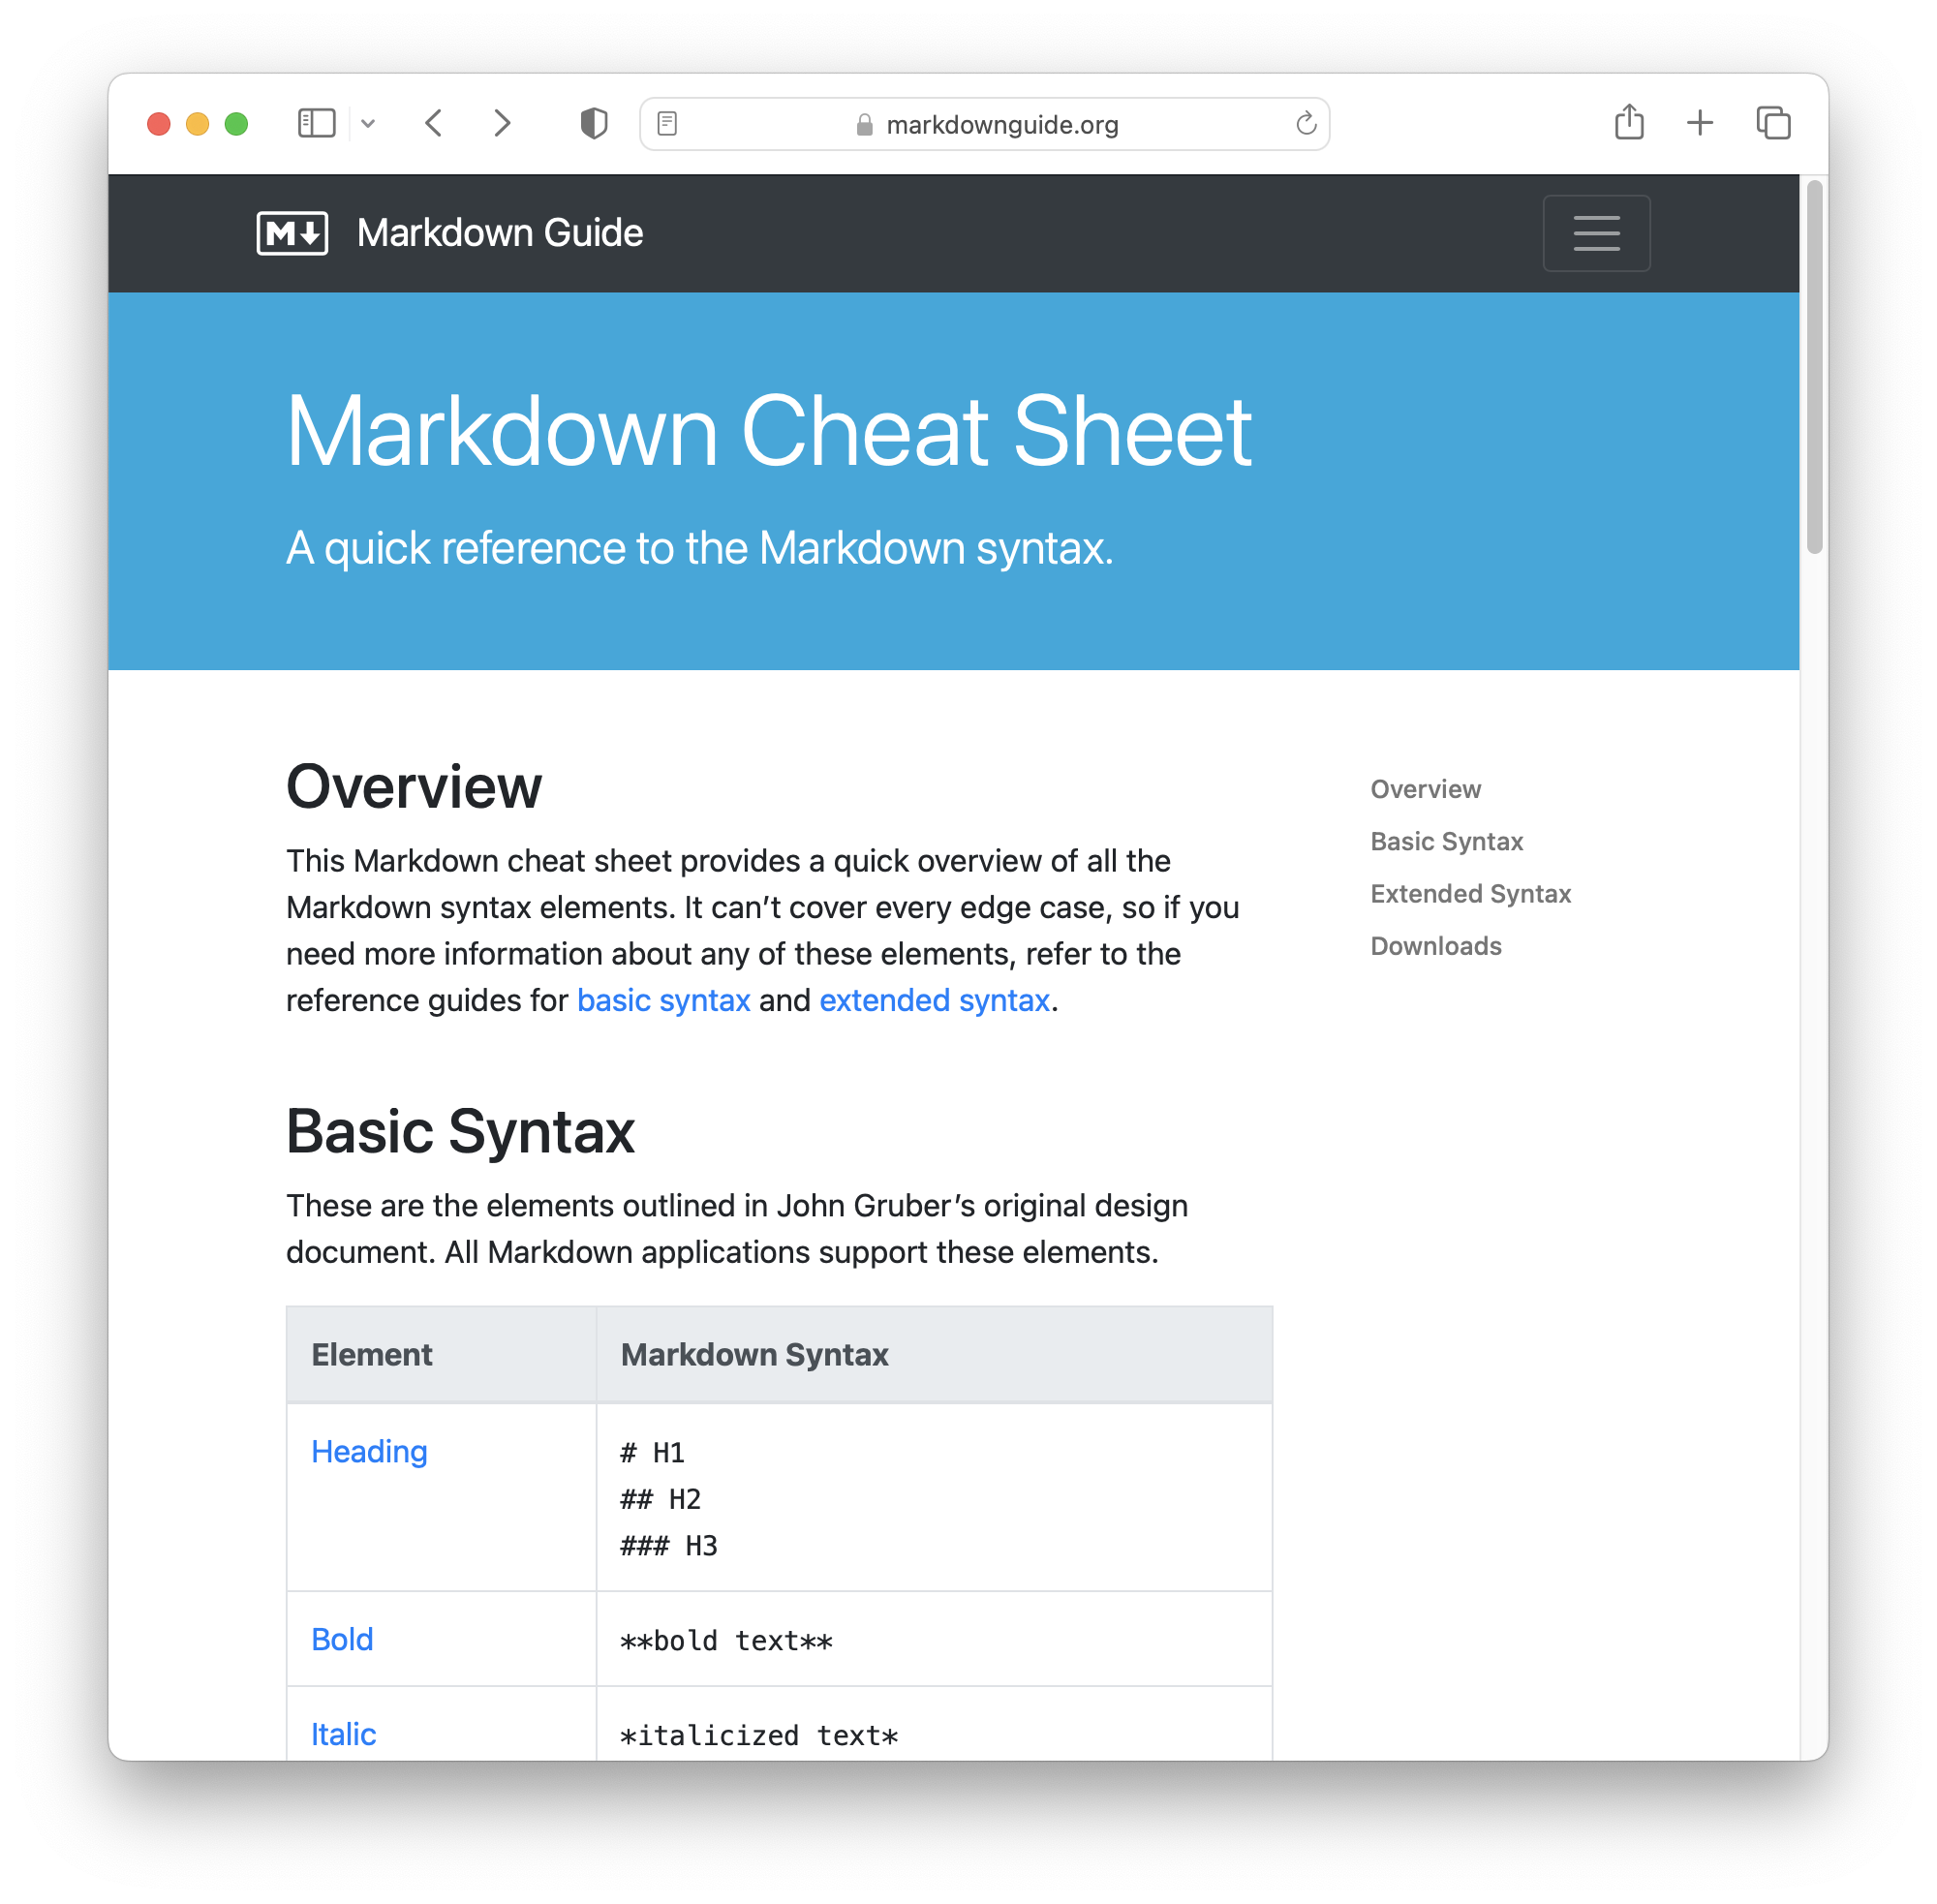 markdownguide.org
M Markdown Guide
Markdown Cheat Sheet
A quick reference to the Markdown syntax.
Overview
This Markdown cheat sheet provides a quick overview of all the
Markdown syntax elements. It can’t cover every edge case, so if you
need more information about any of these elements, refer to the
reference guides for basic syntax and extended syntax.
Overview
Basic Syntax
Extended Syntax
Downloads
Basic Syntax
These are the elements outlined in John Gruber’s original design
document. All Markdown applications support these elements.
Element Markdown Syntax
Heading # H1
## H2
### H3
Bold **bold text**
Italic *italicized text*